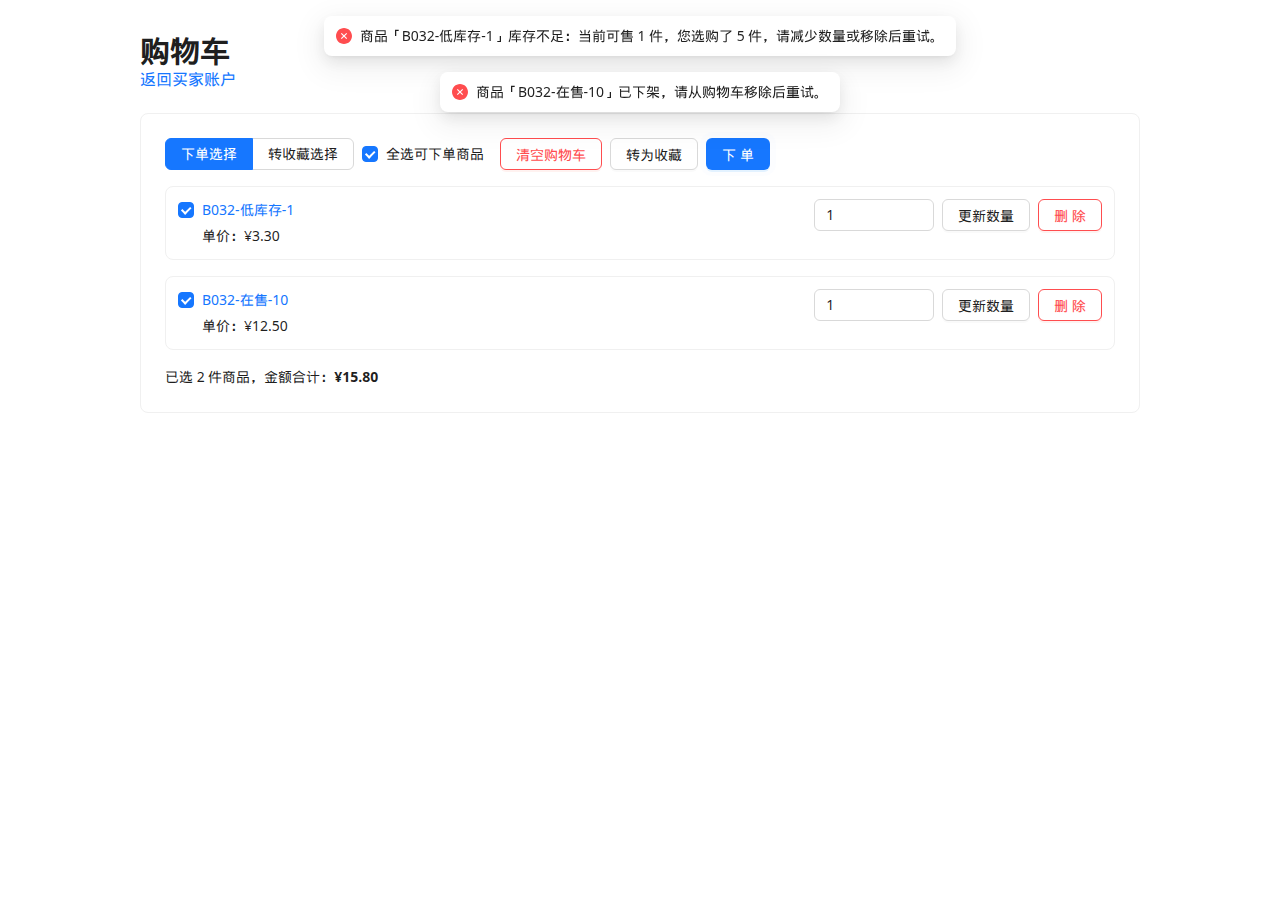 商品「B032-低库存-1」库存不足：当前可售 1 件，您选购了 5 件，请减少数量或移除后重试。
商品「B032-在售-10」已下架，请从购物车移除后重试。
购物车
返回买家账户
下单选择 转收藏选择 全选可下单商品 清空购物车 转为收藏 下 单
B032-低库存-1 1 更新数量 删 除
单价：¥3.30
B032-在售-10 1 更新数量 删 除
单价：¥12.50
已选 2 件商品，金额合计：¥15.80